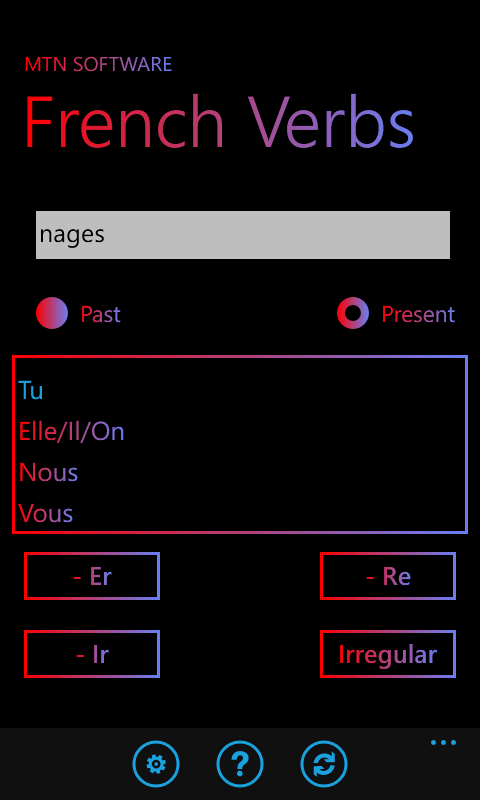 MTN SOFTWARE
French Verbs
nages
Past Present
Tu
Elle/Il/On
Nous
Vous
- Er - Re
- Ir Irregular